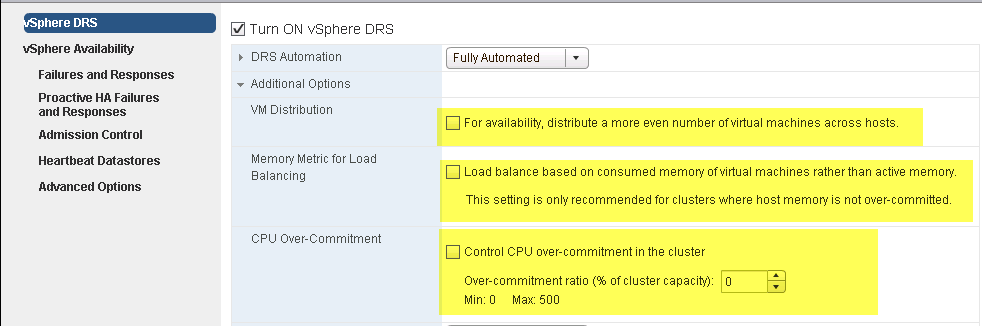 vSphere DRS
vSphere Availability
Failures and Responses
Proactive HA Failures
and Responses
Admission Control
Heartbeat Datastores
Advanced Options
Turn ON vSphere DRS
DRS Automation
Fully Automated
Additional Options
VM Distribution
For availability, distribute a more even number of virtual machines across hosts.
Memory Metric for Load
Balancing
Load balance based on consumed memory of virtual machines rather than active memory.
This setting is only recommended for clusters where host memory is not over-committed.
CPU Over-Commitment
Control CPU over-commitment in the cluster
Over-commitment ratio (% of cluster capacity): 0
Min: 0 Max: 500